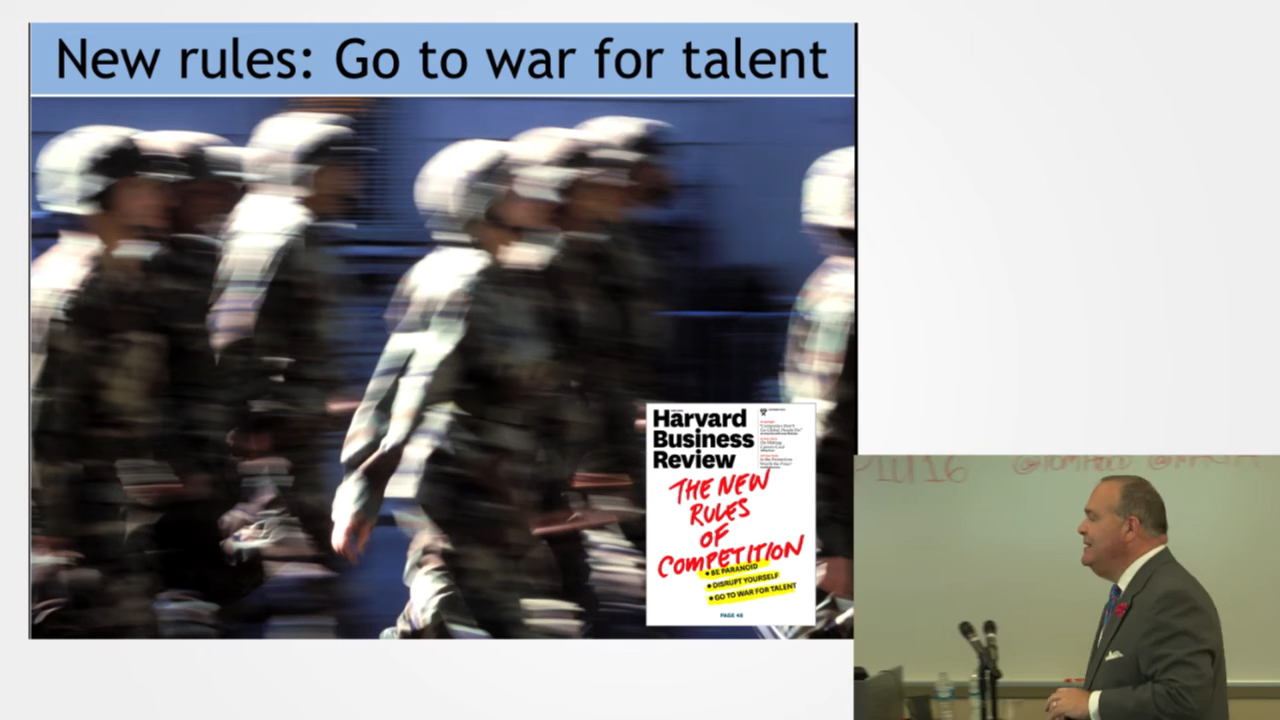 New rules: Go to war for talent
Harvard
Business
Review
THE NEW
RULES
OF
COMPETITION
• BE PARANOID
• DISRUPT YOURSELF
• GO TO WAR FOR TALENT
PAGE 46